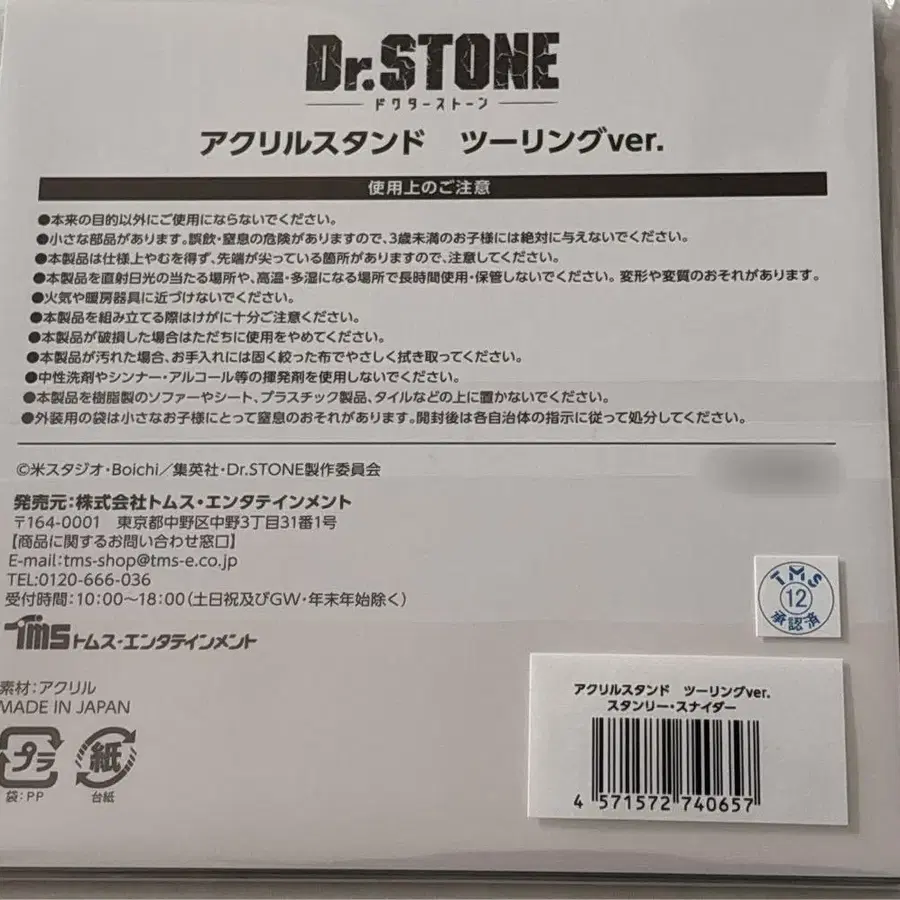 Dr.STONE
ドクターストーン
アクリルスタンド ツーリングver.
使用上のご注意
●本来の目的以外にご使用にならないでください。
●小さな部品があります。誤飲・窒息の危険がありますので、3歳未満のお子様には絶対に与えないでください。
●本製品は仕様上やむを得ず、先端が尖っている箇所がありますので、注意してください。
●本製品を直射日光の当たる場所や、高温・多湿になる場所で長時間使用・保管しないでください。変形や変質のおそれがあります。
●火気や暖房器具に近づけないでください。
●本製品を組み立てる際はけがに十分ご注意ください。
●本製品が破損した場合はただちに使用をやめてください。
●本製品が汚れた場合、お手入れには固く絞った布でやさしく拭き取ってください。
●中性洗剤やシンナー・アルコール等の揮発剤を使用しないでください。
●本製品を樹脂製のソファーやシート、プラスチック製品、タイルなどの上に置かないでください。
●外装用の袋は小さなお子様にとって窒息のおそれがあります。開封後は各自治体の指示に従って処分してください。
©米スタジオ・Boichi／集英社・Dr.STONE製作委員会
発売元：株式会社トムス・エンタテインメント
〒164-0001 東京都中野区中野3丁目31番1号
【商品に関するお問い合わせ窓口】
E-mail：tms-shop@tms-e.co.jp
TEL:0120-666-036
受付時間：10:00～18:00（土日祝及びGW・年末年始除く）
TMS トムス・エンタテインメント
TMS
12
承認済
素材：アクリル
MADE IN JAPAN
プラ
袋：PP
紙
台紙
アクリルスタンド ツーリングver.
スタンリー・スナイダー
4 571572 740657